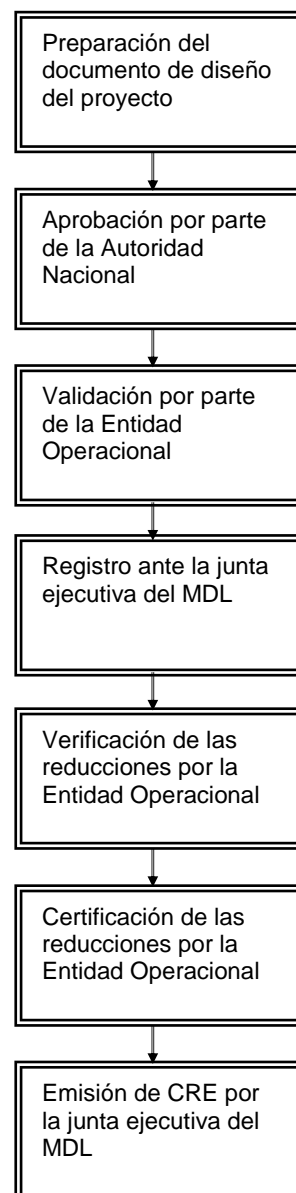 Preparación del
documento de diseño
del proyecto
Aprobación por parte
de la Autoridad
Nacional
Validación por parte
de la Entidad
Operacional
Registro ante la junta
ejecutiva del MDL
Verificación de las
reducciones por la
Entidad Operacional
Certificación de las
reducciones por la
Entidad Operacional
Emisión de CRE por
la junta ejecutiva del
MDL